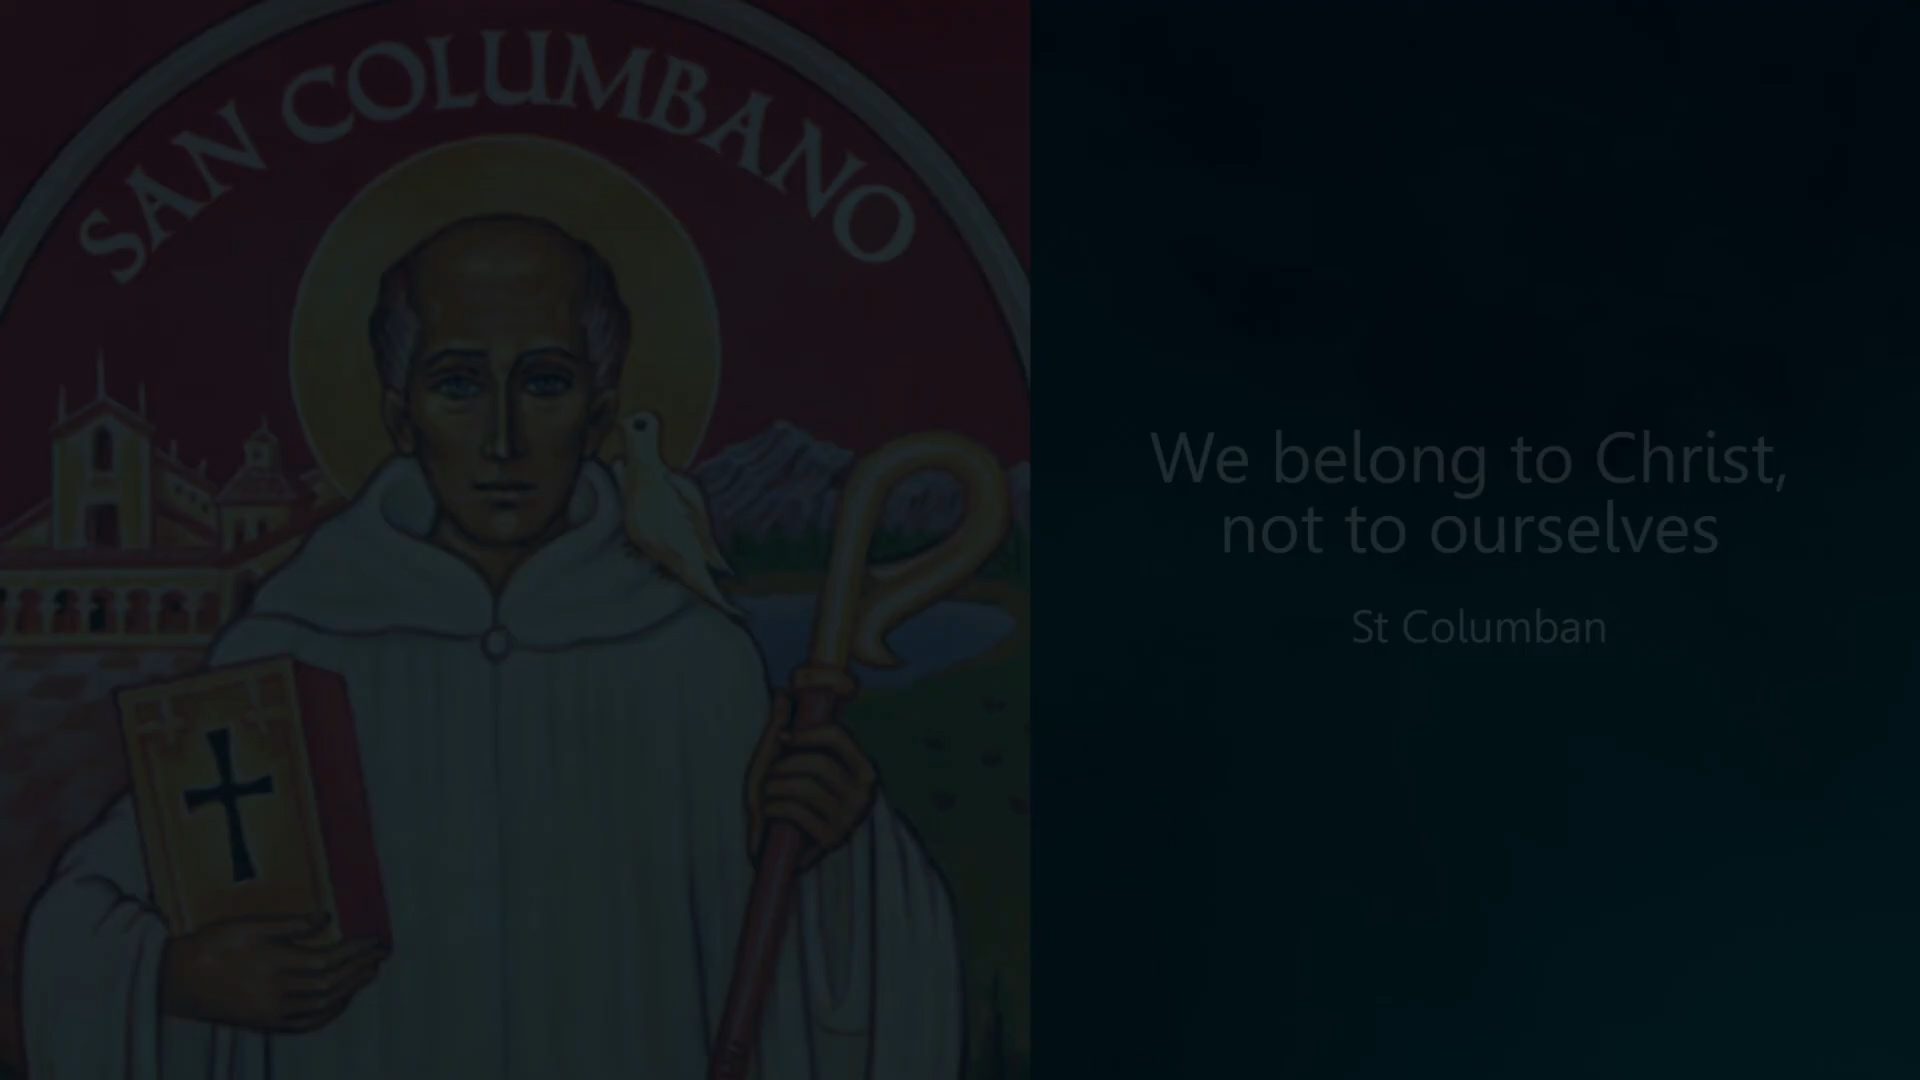 SAN COLUMBANO
We belong to Christ,
not to ourselves
St Columban